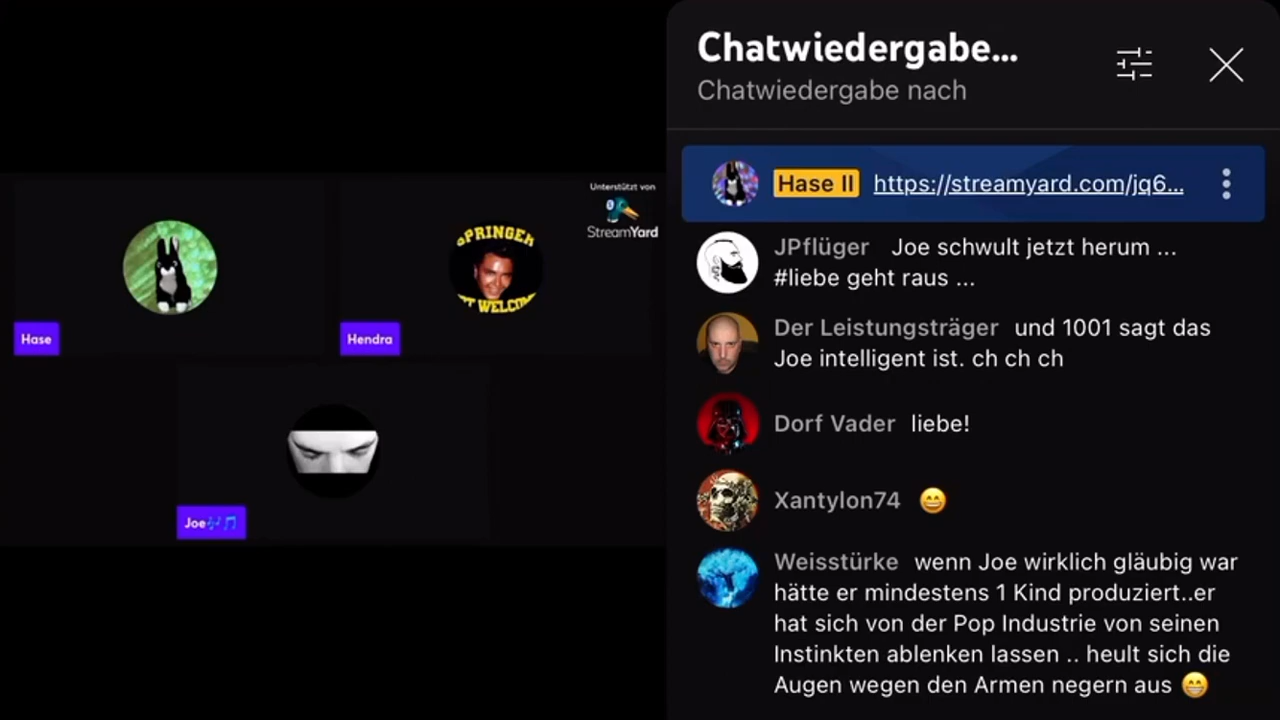 Chatwiedergabe...
Chatwiedergabe nach
Hase II https://streamyard.com/jq6...
JPflüger Joe schwult jetzt herum ...
#liebe geht raus ...
Der Leistungsträger und 1001 sagt das
Joe intelligent ist. ch ch ch
Dorf Vader liebe!
Xantylon74 😄
Weisstürke wenn Joe wirklich gläubig war
hätte er mindestens 1 Kind produziert..er
hat sich von der Pop Industrie von seinen
Instinkten ablenken lassen .. heult sich die
Augen wegen den Armen negern aus 😁
Unterstützt von
StreamYard
SPRINGER
WELCOM
Hase
Hendra
Joe🎶🎵